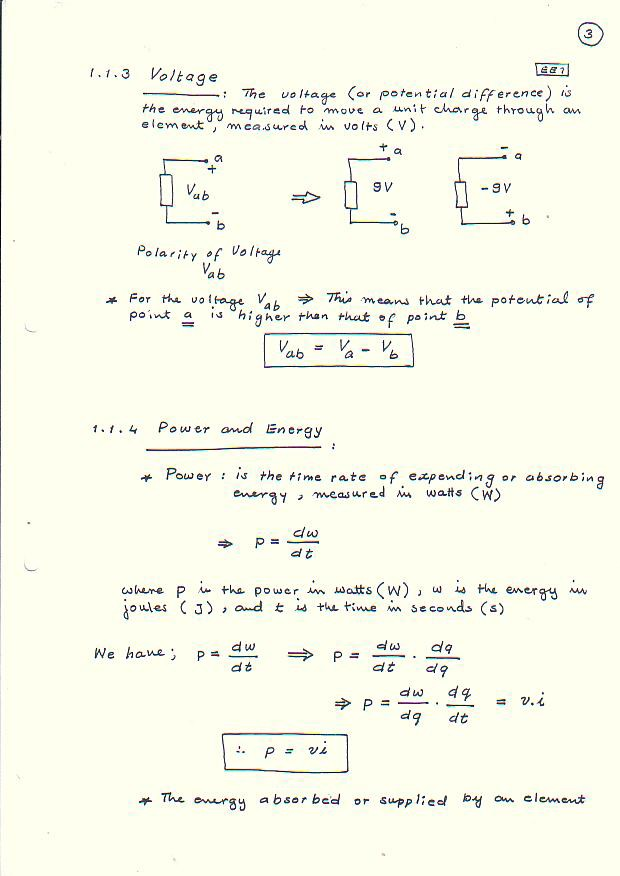 3
1.1.3 Voltage
EE1
: The voltage (or potential difference) is
the energy required to move a unit charge through an
element, measured in volts (V).
a + Vab - b
⇒
+ a 9V - b
- a -9V + b
Polarity of Voltage
Vab
* For the voltage Vab ⇒ This means that the potential of
point a is higher then that of point b
Vab = Va - Vb
1.1.4 Power and Energy
:
* Power : is the time rate of expending or absorbing
energy, measured in watts (W)
⇒ p = dw/dt
where p is the power in watts (W), w is the energy in
joules (J), and t is the time in seconds (s)
We have; p = dw/dt ⇒ p = dw/dt . dq/dq
⇒ p = dw/dq . dq/dt = v.i
∴ p = vi
* The energy absorbed or supplied by an element